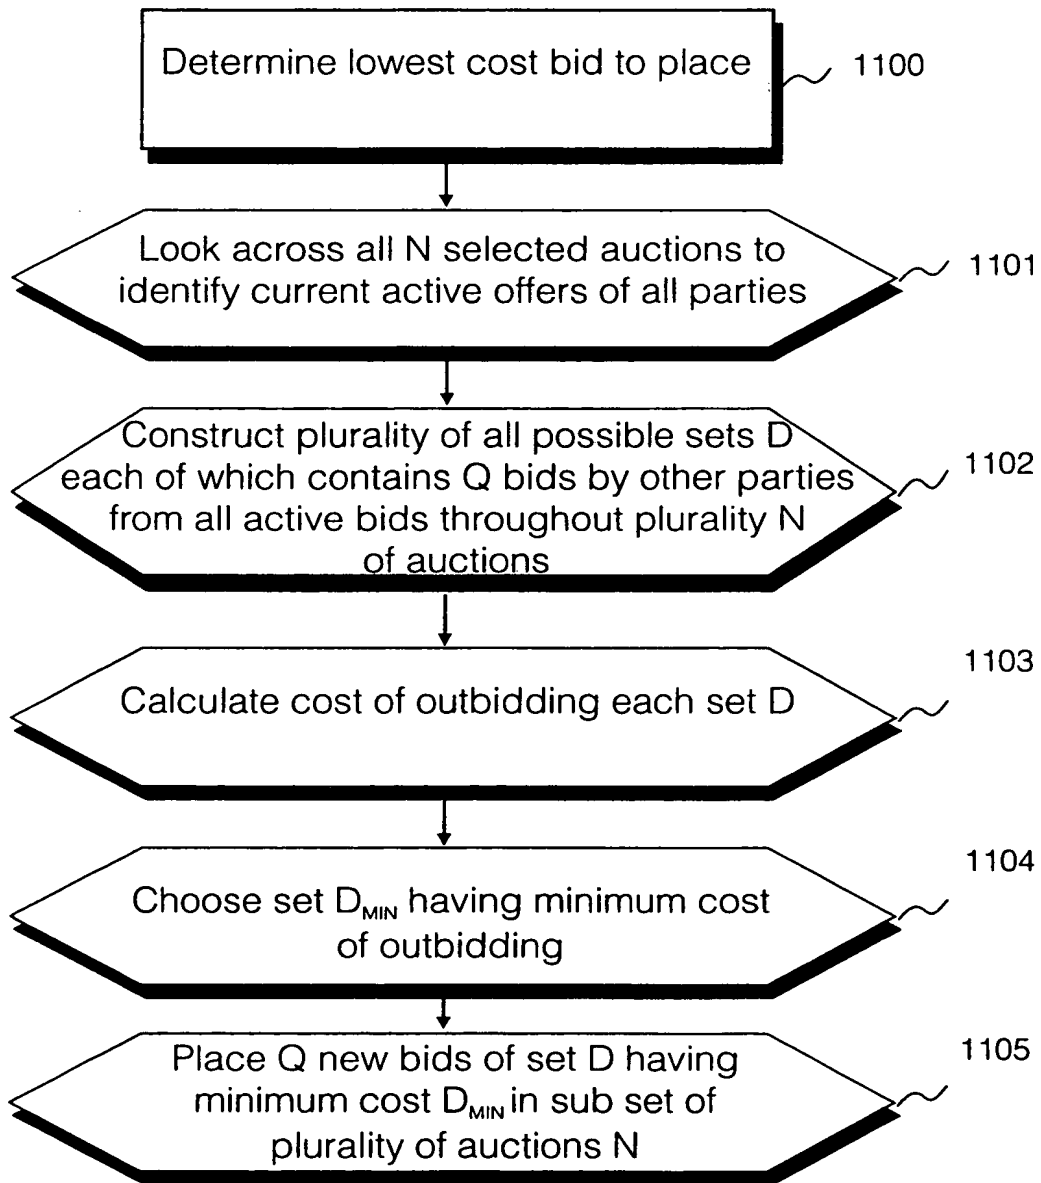 Determine lowest cost bid to place
1100
Look across all N selected auctions to
identify current active offers of all parties
1101
Construct plurality of all possible sets D
each of which contains Q bids by other parties
from all active bids throughout plurality N
of auctions
1102
Calculate cost of outbidding each set D
1103
Choose set DMIN having minimum cost
of outbidding
1104
Place Q new bids of set D having
minimum cost DMIN in sub set of
plurality of auctions N
1105